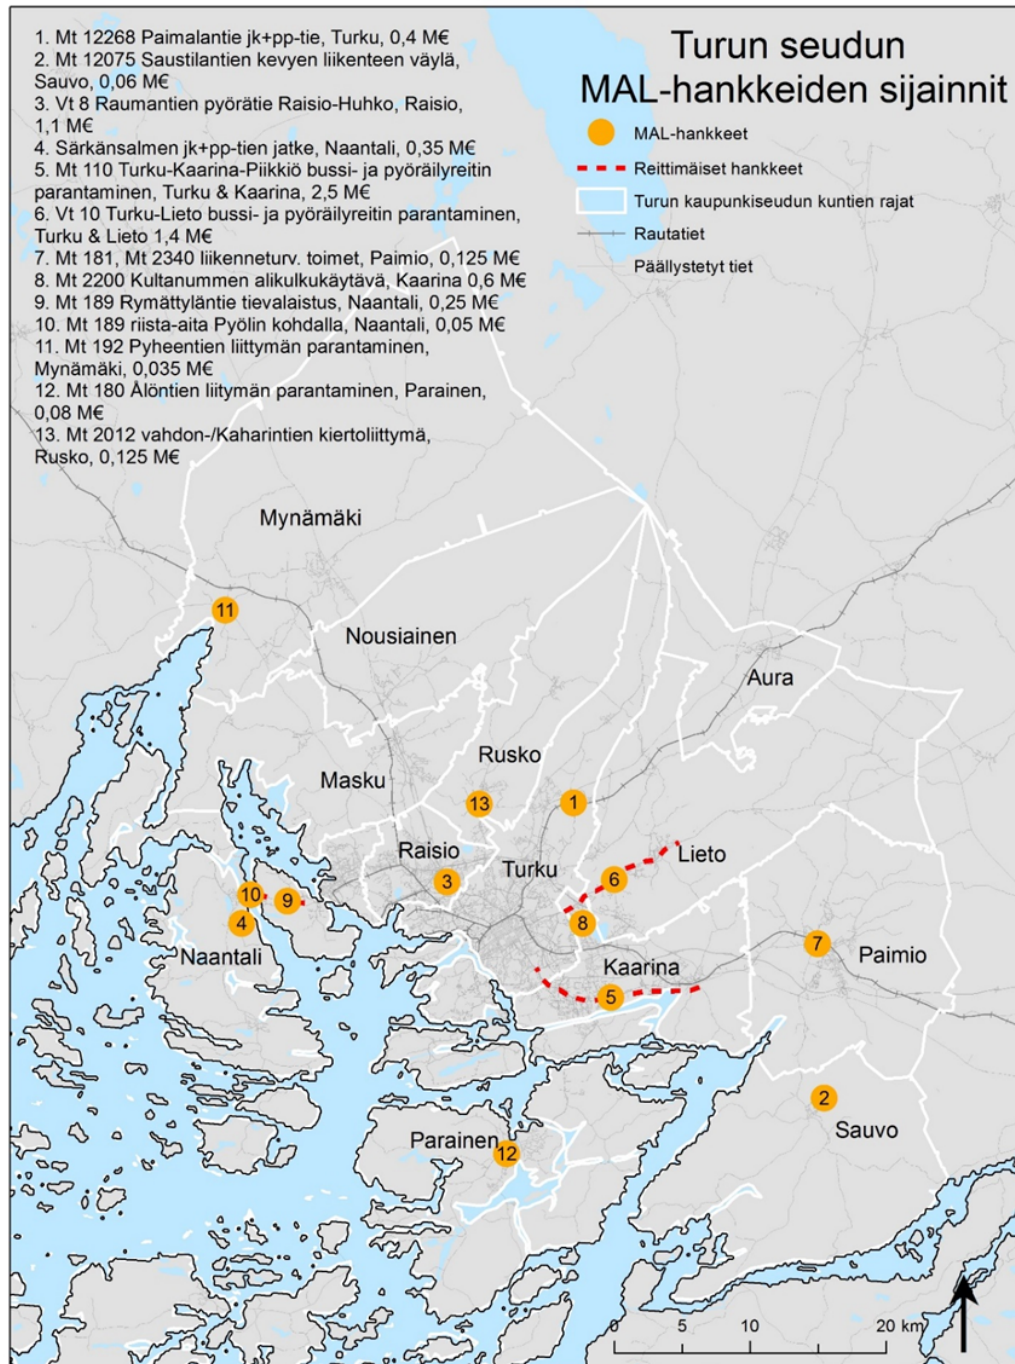 1. Mt 12268 Paimalantie jk+pp-tie, Turku, 0,4 M€
2. Mt 12075 Saustilantien kevyen liikenteen väylä,
Sauvo, 0,06 M€
3. Vt 8 Raumantien pyörätie Raisio-Huhko, Raisio,
1,1 M€
4. Särkänsalmen jk+pp-tien jatke, Naantali, 0,35 M€
5. Mt 110 Turku-Kaarina-Piikkiö bussi- ja pyöräilyreitin
parantaminen, Turku & Kaarina, 2,5 M€
6. Vt 10 Turku-Lieto bussi- ja pyöräilyreitin parantaminen,
Turku & Lieto 1,4 M€
7. Mt 181, Mt 2340 liikenneturv. toimet, Paimio, 0,125 M€
8. Mt 2200 Kultanummen alikulkukäytävä, Kaarina 0,6 M€
9. Mt 189 Rymättyläntie tievalaistus, Naantali, 0,25 M€
10. Mt 189 riista-aita Pyölin kohdalla, Naantali, 0,05 M€
11. Mt 192 Pyheentien liittymän parantaminen,
Mynämäki, 0,035 M€
12. Mt 180 Ålöntien liitymän parantaminen, Parainen,
0,08 M€
13. Mt 2012 vahdon-/Kaharintien kiertoliittymä,
Rusko, 0,125 M€
Turun seudun
MAL-hankkeiden sijainnit
MAL-hankkeet
Reittimäiset hankkeet
Turun kaupunkiseudun kuntien rajat
Rautatiet
Päällystetyt tiet
Mynämäki
11
Nousiainen
Aura
Rusko
Masku
13
1
Raisio
Turku
Lieto
3
6
10
9
4
8
7
Naantali
Kaarina
Paimio
5
2
Sauvo
Parainen
12
0 5 10 20 km